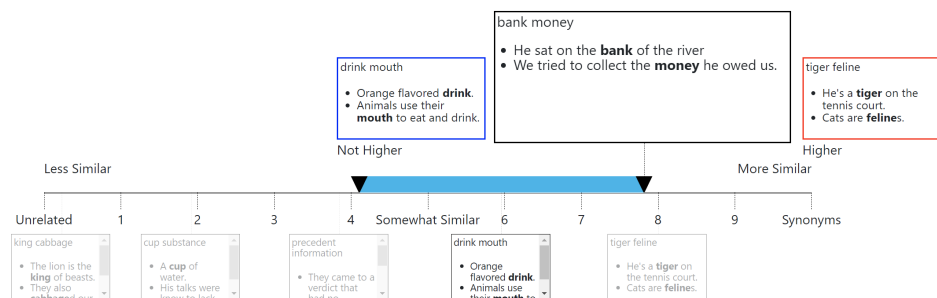 bank money
He sat on the bank of the river
We tried to collect the money he owed us.
drink mouth
Orange flavored drink.
Animals use their
mouth to eat and drink.
tiger feline
He's a tiger on the
tennis court.
Cats are felines.
Not Higher
Higher
Less Similar
More Similar
Unrelated 1 2 3 4 Somewhat Similar 6 7 8 9 Synonyms
king cabbage
The lion is the
king of beasts.
They also
cup substance
A cup of
water.
His talks were
precedent
information
They came to a
verdict that
drink mouth
Orange
flavored drink.
Animals use
their mouth to
tiger feline
He's a tiger on
the tennis court.
Cats are felines.